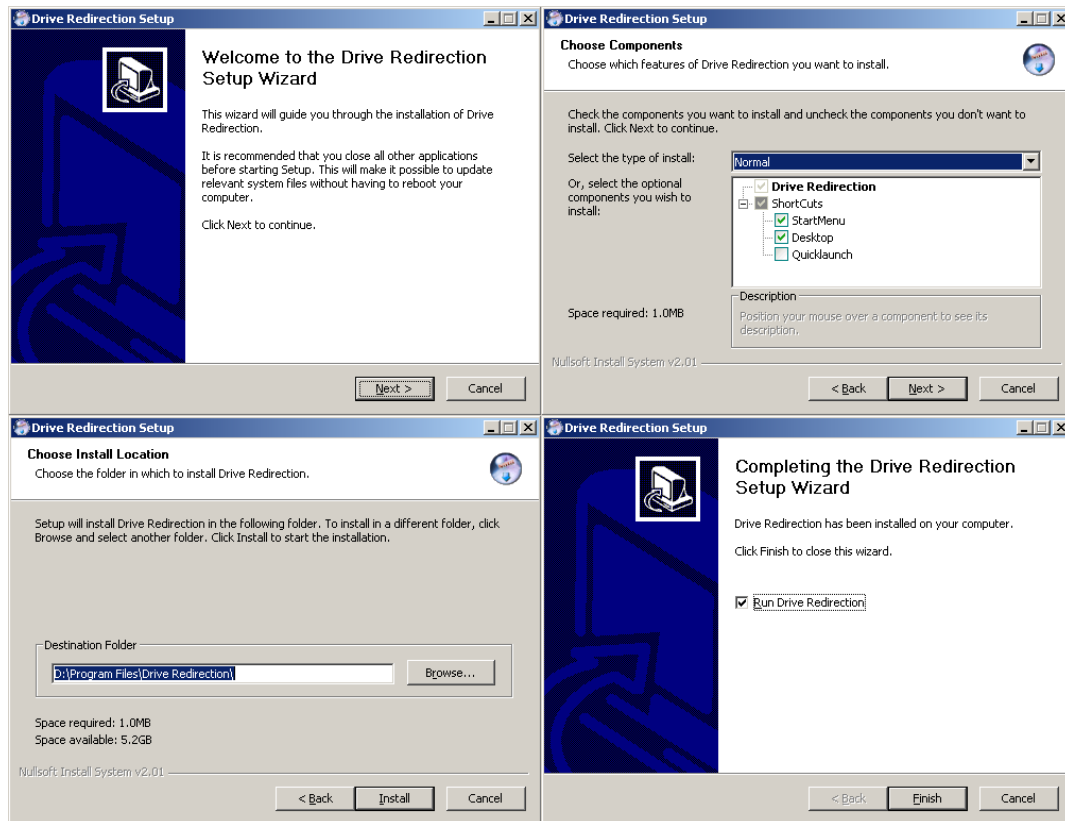 Drive Redirection Setup
Welcome to the Drive Redirection
Setup Wizard
This wizard will guide you through the installation of Drive
Redirection.
It is recommended that you close all other applications
before starting Setup. This will make it possible to update
relevant system files without having to reboot your
computer.
Click Next to continue.
Next >
Cancel
Drive Redirection Setup
Choose Components
Choose which features of Drive Redirection you want to install.
Check the components you want to install and uncheck the components you don't want to
install. Click Next to continue.
Select the type of install:
Normal
Or, select the optional
components you wish to
install:
Drive Redirection
ShortCuts
StartMenu
Desktop
Quicklaunch
Space required: 1.0MB
Description
Position your mouse over a component to see its
description.
Nullsoft Install System v2.01
< Back
Next >
Cancel
Drive Redirection Setup
Choose Install Location
Choose the folder in which to install Drive Redirection.
Setup will install Drive Redirection in the following folder. To install in a different folder, click
Browse and select another folder. Click Install to start the installation.
Destination Folder
D:\Program Files\Drive Redirection\
Browse...
Space required: 1.0MB
Space available: 5.2GB
Nullsoft Install System v2.01
< Back
Install
Cancel
Drive Redirection Setup
Completing the Drive Redirection
Setup Wizard
Drive Redirection has been installed on your computer.
Click Finish to close this wizard.
Run Drive Redirection
< Back
Finish
Cancel